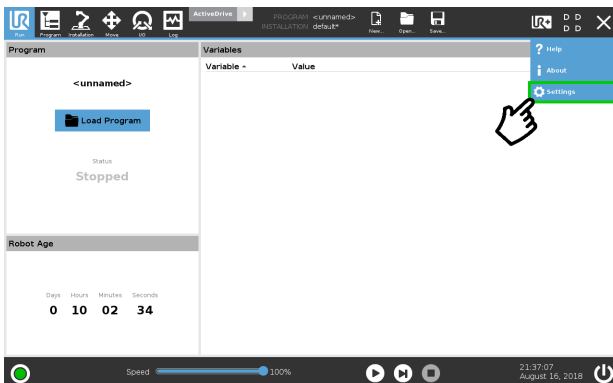 UR
Run
Program
Installation
Move
I/O
Log
ActiveDrive
PROGRAM <unnamed>
INSTALLATION default*
New...
Open...
Save...
UR+
D D
D D
Program
<unnamed>
Load Program
Status
Stopped
Robot Age
Days Hours Minutes Seconds
0 10 02 34
Variables
Variable Value
? Help
i About
Settings
Speed 100%
21:37:07
August 16, 2018